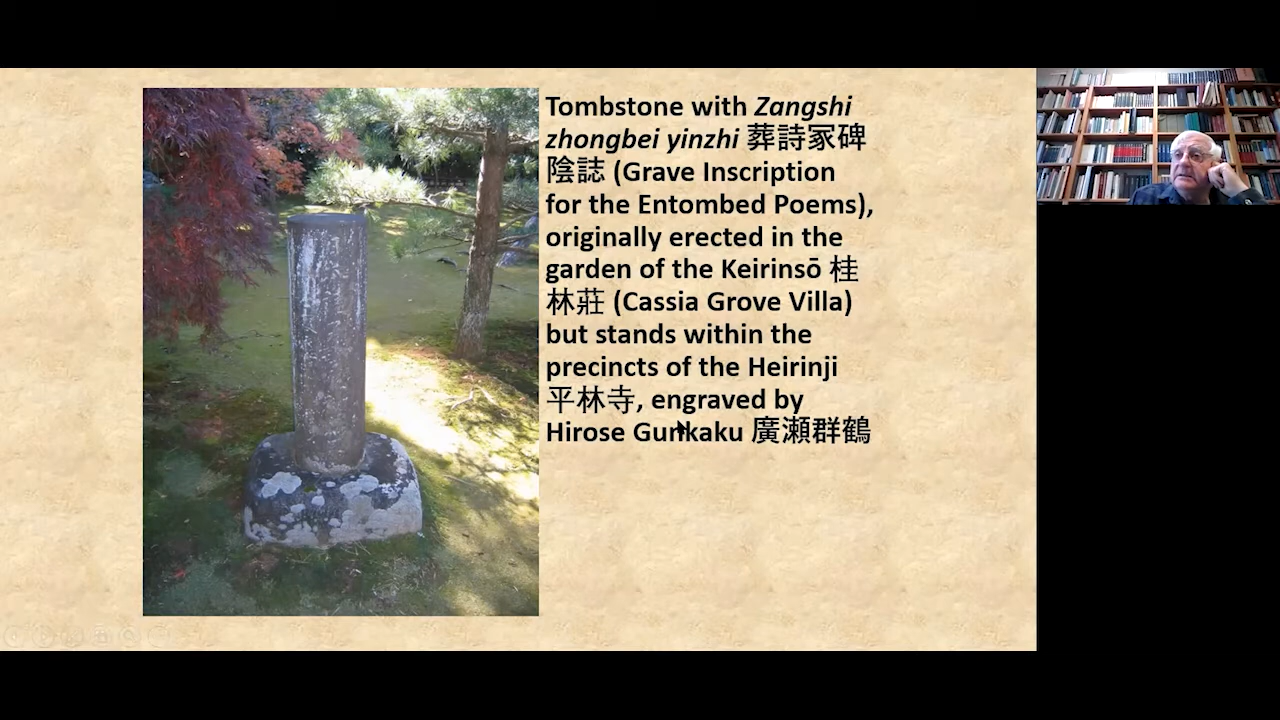 Tombstone with Zangshi
zhongbei yinzhi 葬詩冢碑
陰誌 (Grave Inscription
for the Entombed Poems),
originally erected in the
garden of the Keirinsō 桂
林莊 (Cassia Grove Villa)
but stands within the
precincts of the Heirinji
平林寺, engraved by
Hirose Gunkaku 廣瀬群鶴